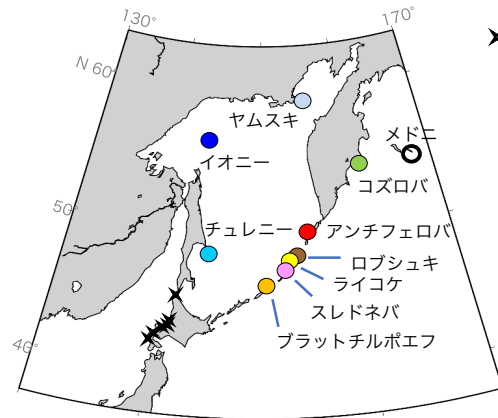 130°
170°
N 60°
ヤムスキ
メドニ
イオニー
コズロバ
50°
チュレニー
アンチフェロバ
ロブシュキ
ライコケ
スレドネバ
ブラットチルポエフ
40°